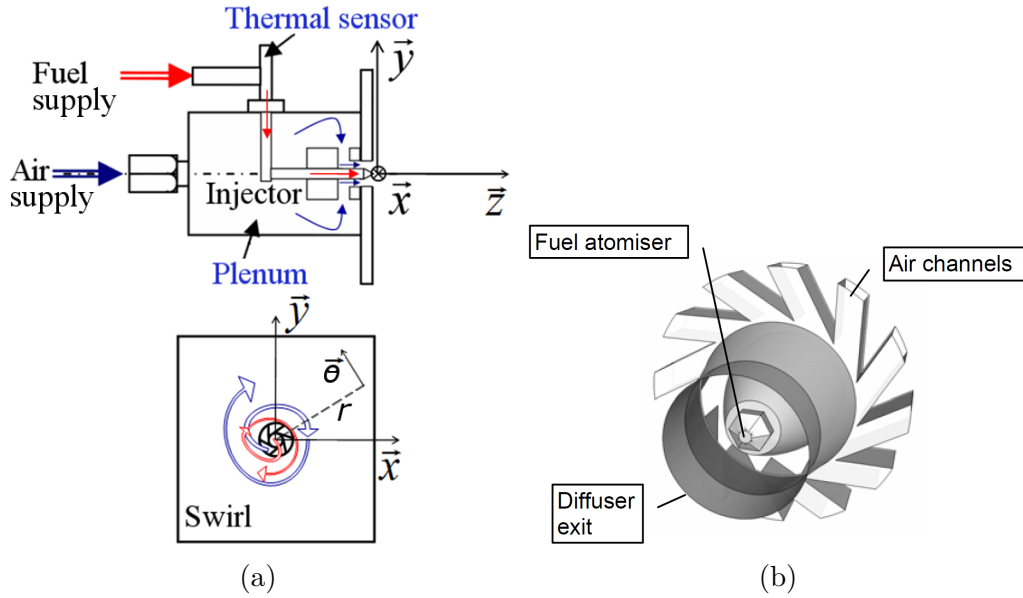 Thermal sensor
Fuel
supply
y
Air
supply
Injector
x
z
Plenum
y
θ
r
x
Swirl
(a)
Fuel atomiser
Air channels
Diffuser
exit
(b)